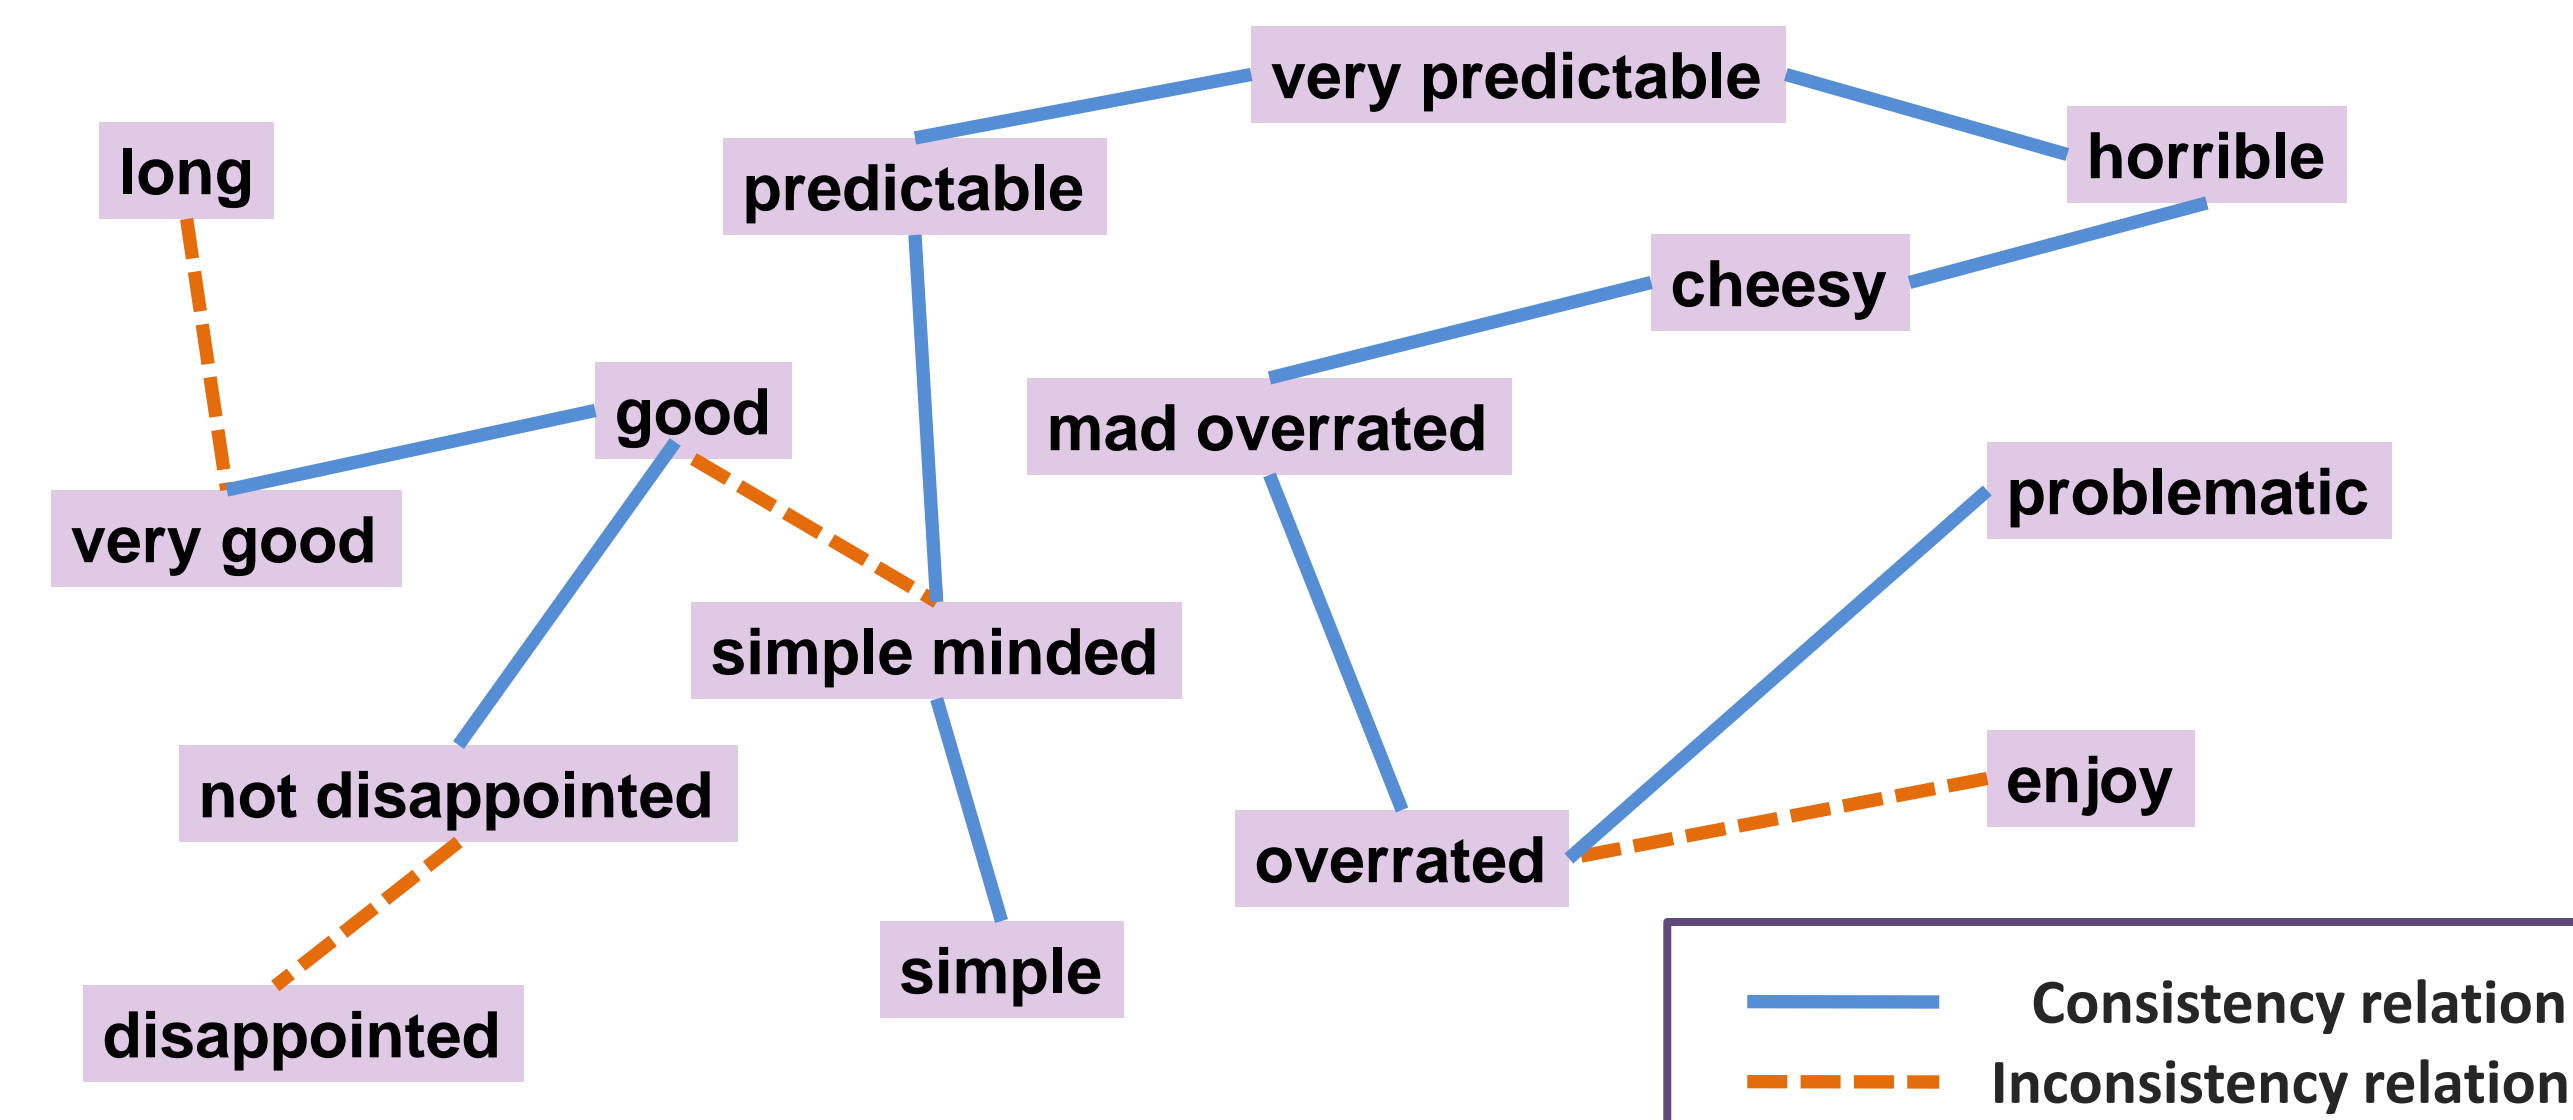 very predictable
long
predictable
horrible
cheesy
good
mad overrated
very good
problematic
simple minded
not disappointed
enjoy
overrated
simple
disappointed
Consistency relation
Inconsistency relation